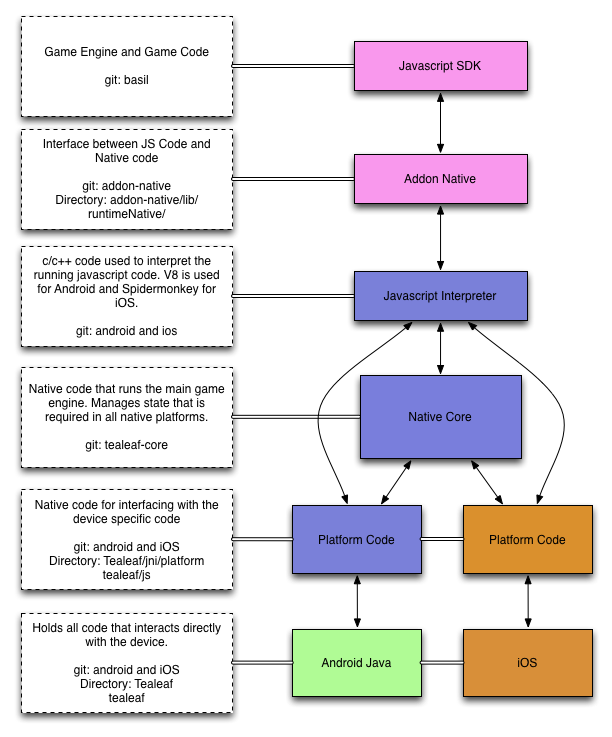 Game Engine and Game Code
git: basil
Javascript SDK
Interface between JS Code and
Native code
git: addon-native
Directory: addon-native/lib/
runtimeNative/
Addon Native
c/c++ code used to interpret the
running javascript code. V8 is used
for Android and Spidermonkey for
iOS.
git: android and ios
Javascript Interpreter
Native code that runs the main game
engine. Manages state that is
required in all native platforms.
git: tealeaf-core
Native Core
Native code for interfacing with the
device specific code
git: android and iOS
Directory: Tealeaf/jni/platform
tealeaf/js
Platform Code
Platform Code
Holds all code that interacts directly
with the device.
git: android and iOS
Directory: Tealeaf
tealeaf
Android Java
iOS